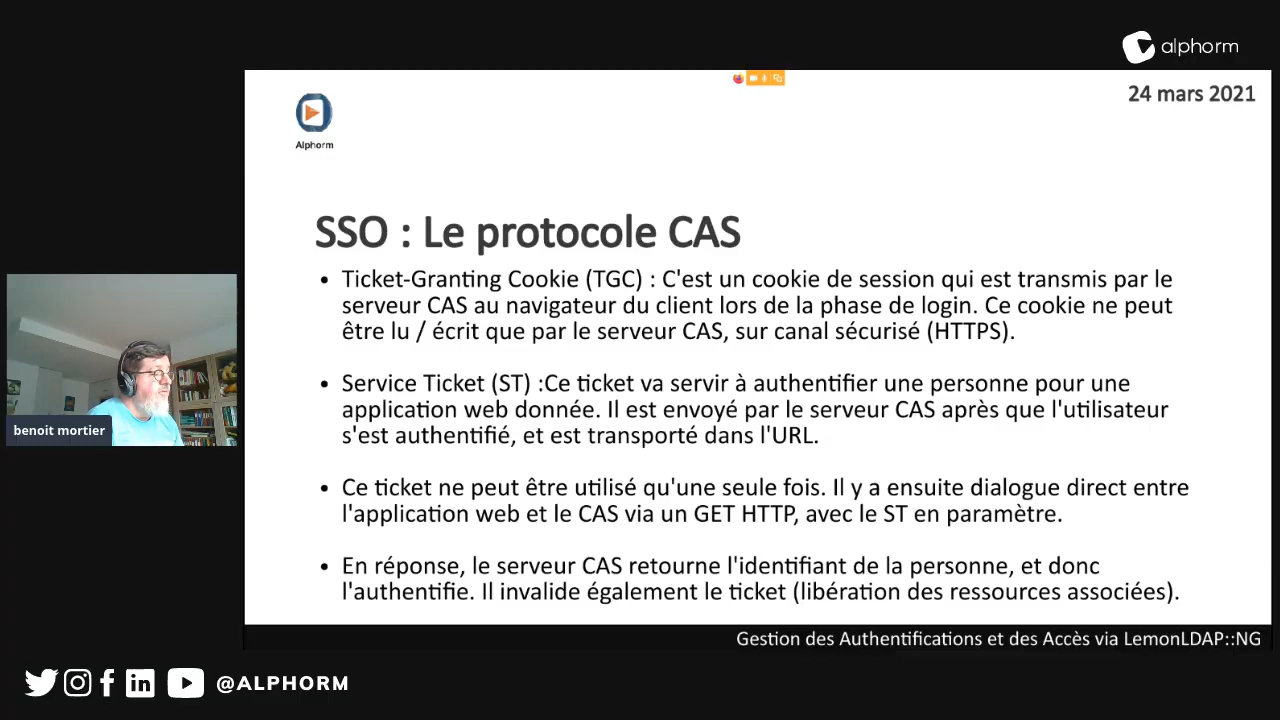 alphorm
24 mars 2021
Alphorm
SSO : Le protocole CAS
• Ticket-Granting Cookie (TGC) : C'est un cookie de session qui est transmis par le
serveur CAS au navigateur du client lors de la phase de login. Ce cookie ne peut
être lu / écrit que par le serveur CAS, sur canal sécurisé (HTTPS).
• Service Ticket (ST) :Ce ticket va servir à authentifier une personne pour une
application web donnée. Il est envoyé par le serveur CAS après que l'utilisateur
s'est authentifié, et est transporté dans l'URL.
• Ce ticket ne peut être utilisé qu'une seule fois. Il y a ensuite dialogue direct entre
l'application web et le CAS via un GET HTTP, avec le ST en paramètre.
• En réponse, le serveur CAS retourne l'identifiant de la personne, et donc
l'authentifie. Il invalide également le ticket (libération des ressources associées).
benoit mortier
Gestion des Authentifications et des Accès via LemonLDAP::NG
@ALPHORM